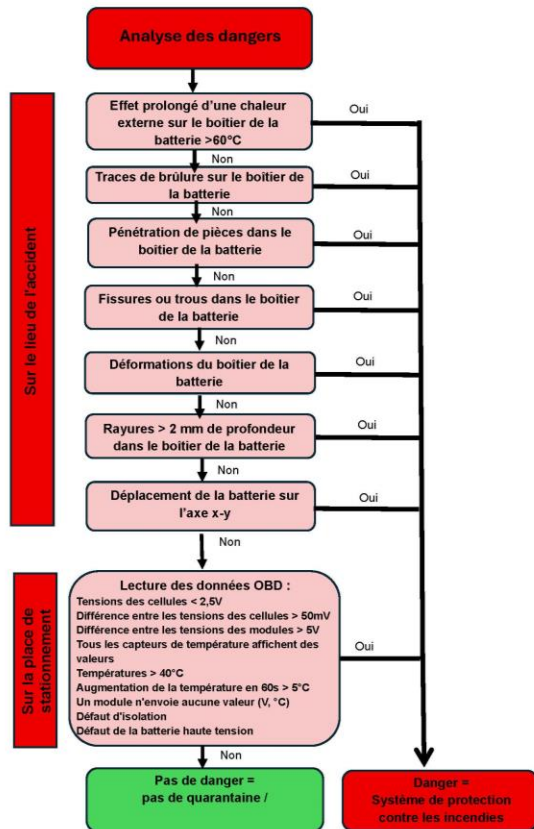 Analyse des dangers
Sur le lieu de l'accident
Effet prolongé d'une chaleur
externe sur le boîtier de la
batterie >60°C
Oui
Non
Traces de brûlure sur le boîtier de
la batterie
Oui
Non
Pénétration de pièces dans le
boîtier de la batterie
Oui
Non
Fissures ou trous dans le boîtier
de la batterie
Oui
Non
Déformations du boîtier de la
batterie
Oui
Non
Rayures > 2 mm de profondeur
dans le boîtier de la batterie
Oui
Non
Déplacement de la batterie sur
l'axe x-y
Oui
Non
Sur la place de
stationnement
Lecture des données OBD :
Tensions des cellules < 2,5V
Différence entre les tensions des cellules > 50mV
Différence entre les tensions des modules > 5V
Tous les capteurs de température affichent des
valeurs
Températures > 40°C
Augmentation de la température en 60s > 5°C
Un module n'envoie aucune valeur (V, °C)
Défaut d'isolation
Défaut de la batterie haute tension
Oui
Non
Pas de danger =
pas de quarantaine /
Danger =
Système de protection
contre les incendies